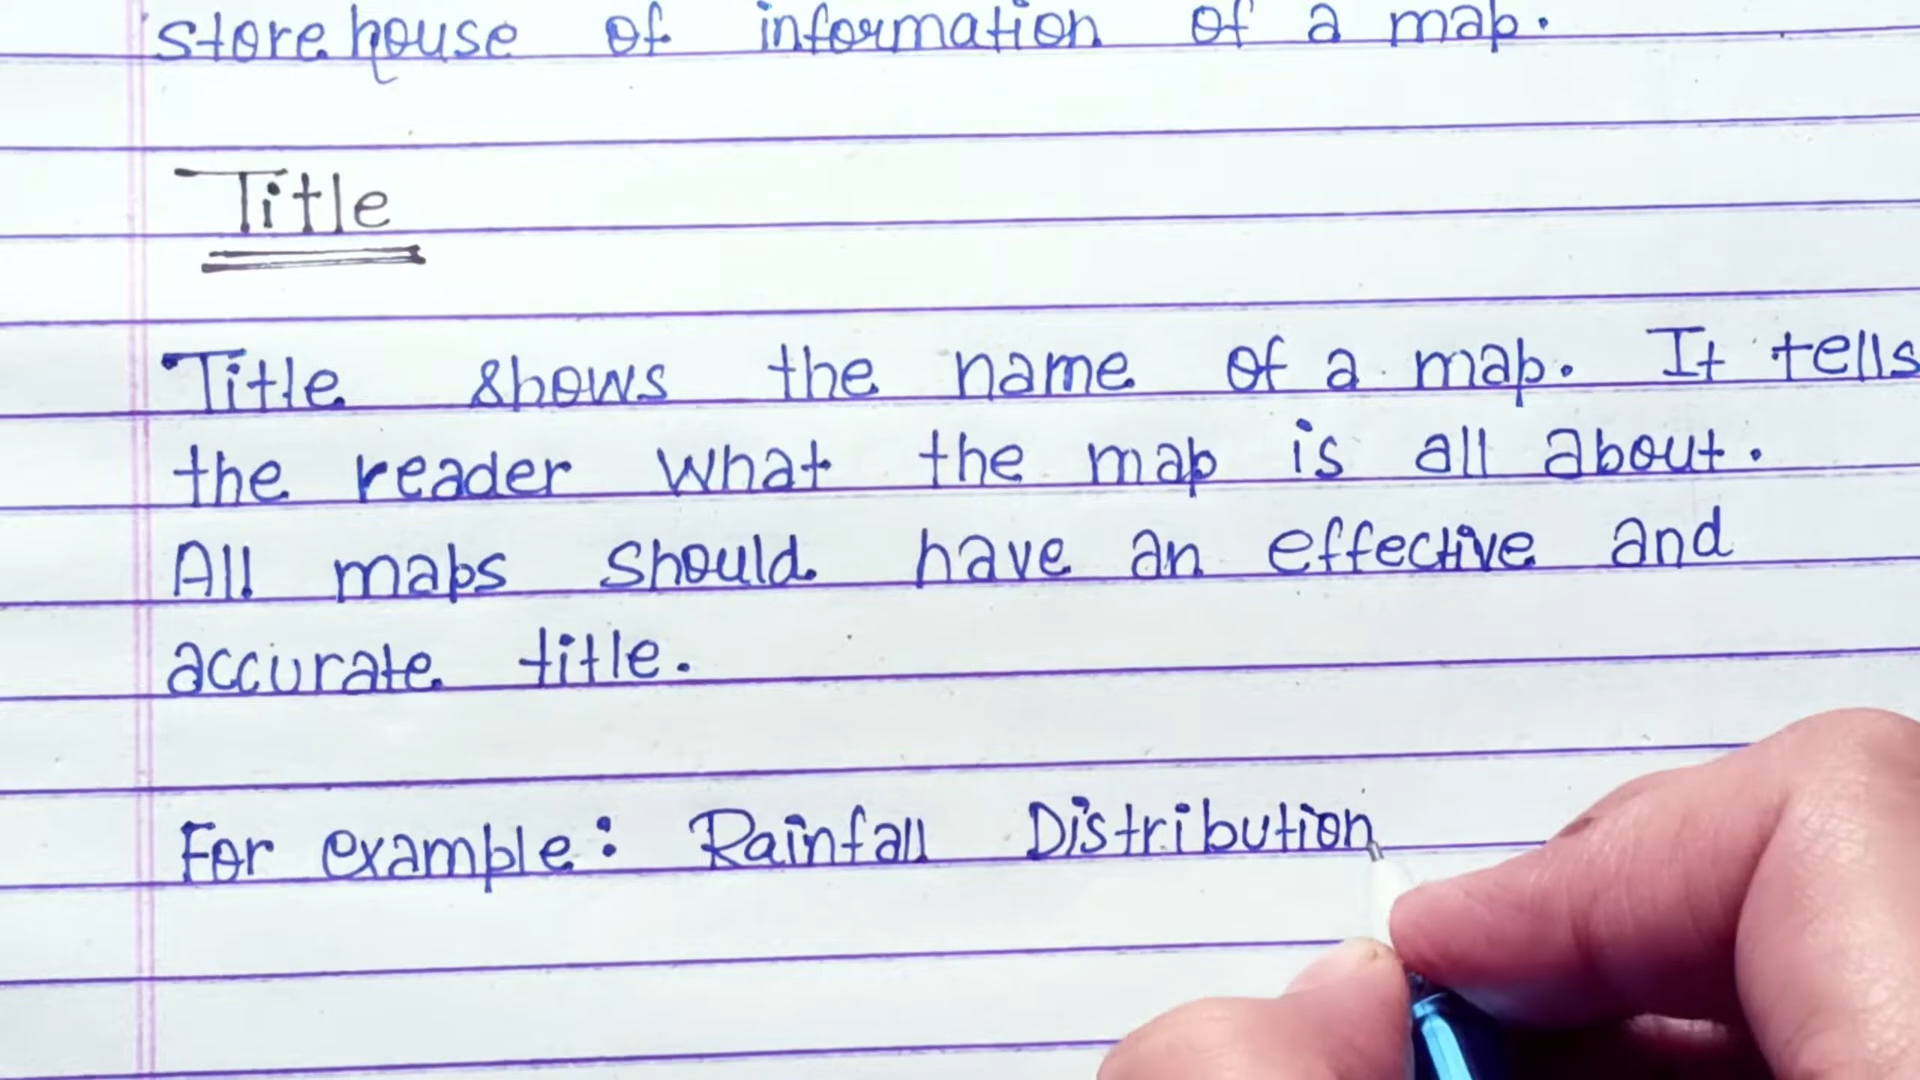 storehouse of information of a map.
Title
Title shows the name of a map. It tells
the reader what the map is all about.
All maps should have an effective and
accurate title.
For example: Rainfall Distribution